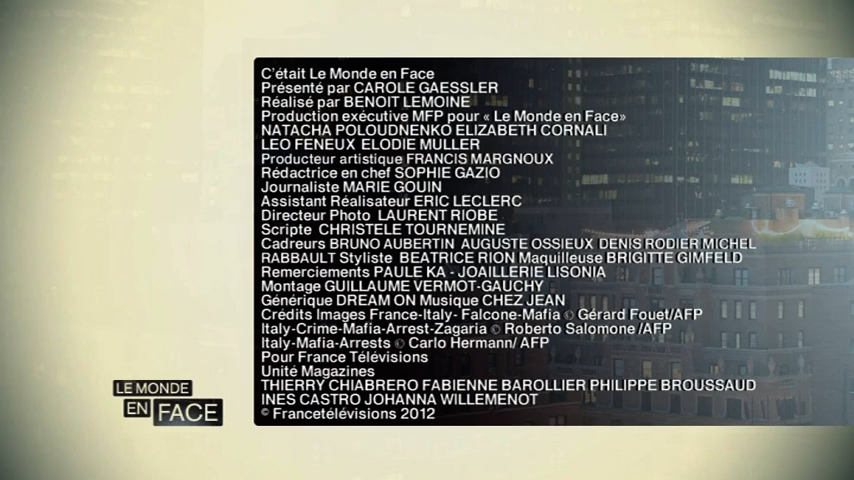 C'était Le Monde en Face
Présenté par CAROLE GAESSLER
Réalisé par BENOIT LEMOINE
Production exécutive MFP pour « Le Monde en Face»
NATACHA POLOUDNENKO ELIZABETH CORNALI
LEO FENEUX ELODIE MULLER
Producteur artistique FRANCIS MARGNOUX
Rédactrice en chef SOPHIE GAZIO
Journaliste MARIE GOUIN
Assistant Réalisateur ERIC LECLERC
Directeur Photo LAURENT RIOBE
Scripte CHRISTELE TOURNEMINE
Cadreurs BRUNO AUBERTIN AUGUSTE OSSIEUX DENIS RODIER MICHEL
RABBAULT Styliste BEATRICE RION Maquilleuse BRIGITTE GIMFELD
Remerciements PAULE KA - JOAILLERIE LISONIA
Montage GUILLAUME VERMOT-GAUCHY
Générique DREAM ON Musique CHEZ JEAN
Crédits Images France-Italy- Falcone-Mafia © Gérard Fouet/AFP
Italy-Crime-Mafia-Arrest-Zagaria © Roberto Salomone /AFP
Italy-Mafia-Arrests © Carlo Hermann/ AFP
Pour France Télévisions
Unité Magazines
THIERRY CHIABRERO FABIENNE BAROLLIER PHILIPPE BROUSSAUD
INES CASTRO JOHANNA WILLEMENOT
© Francetélévisions 2012
LE MONDE
EN FACE